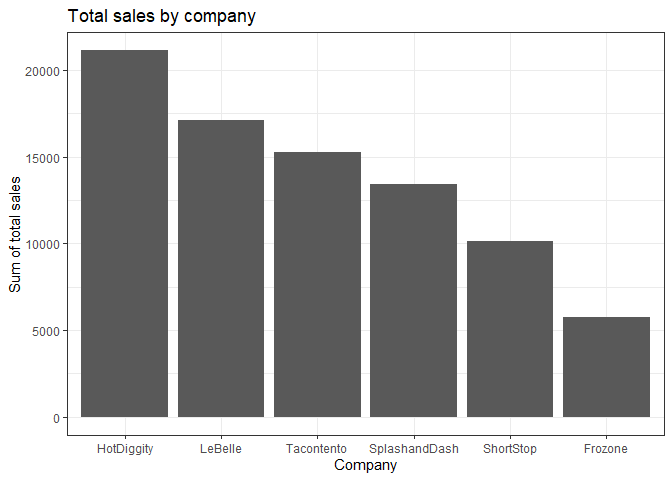 Total sales by company
Sum of total sales
20000
15000
10000
5000
0
HotDiggity LeBelle Tacontento SplashandDash ShortStop Frozone
Company